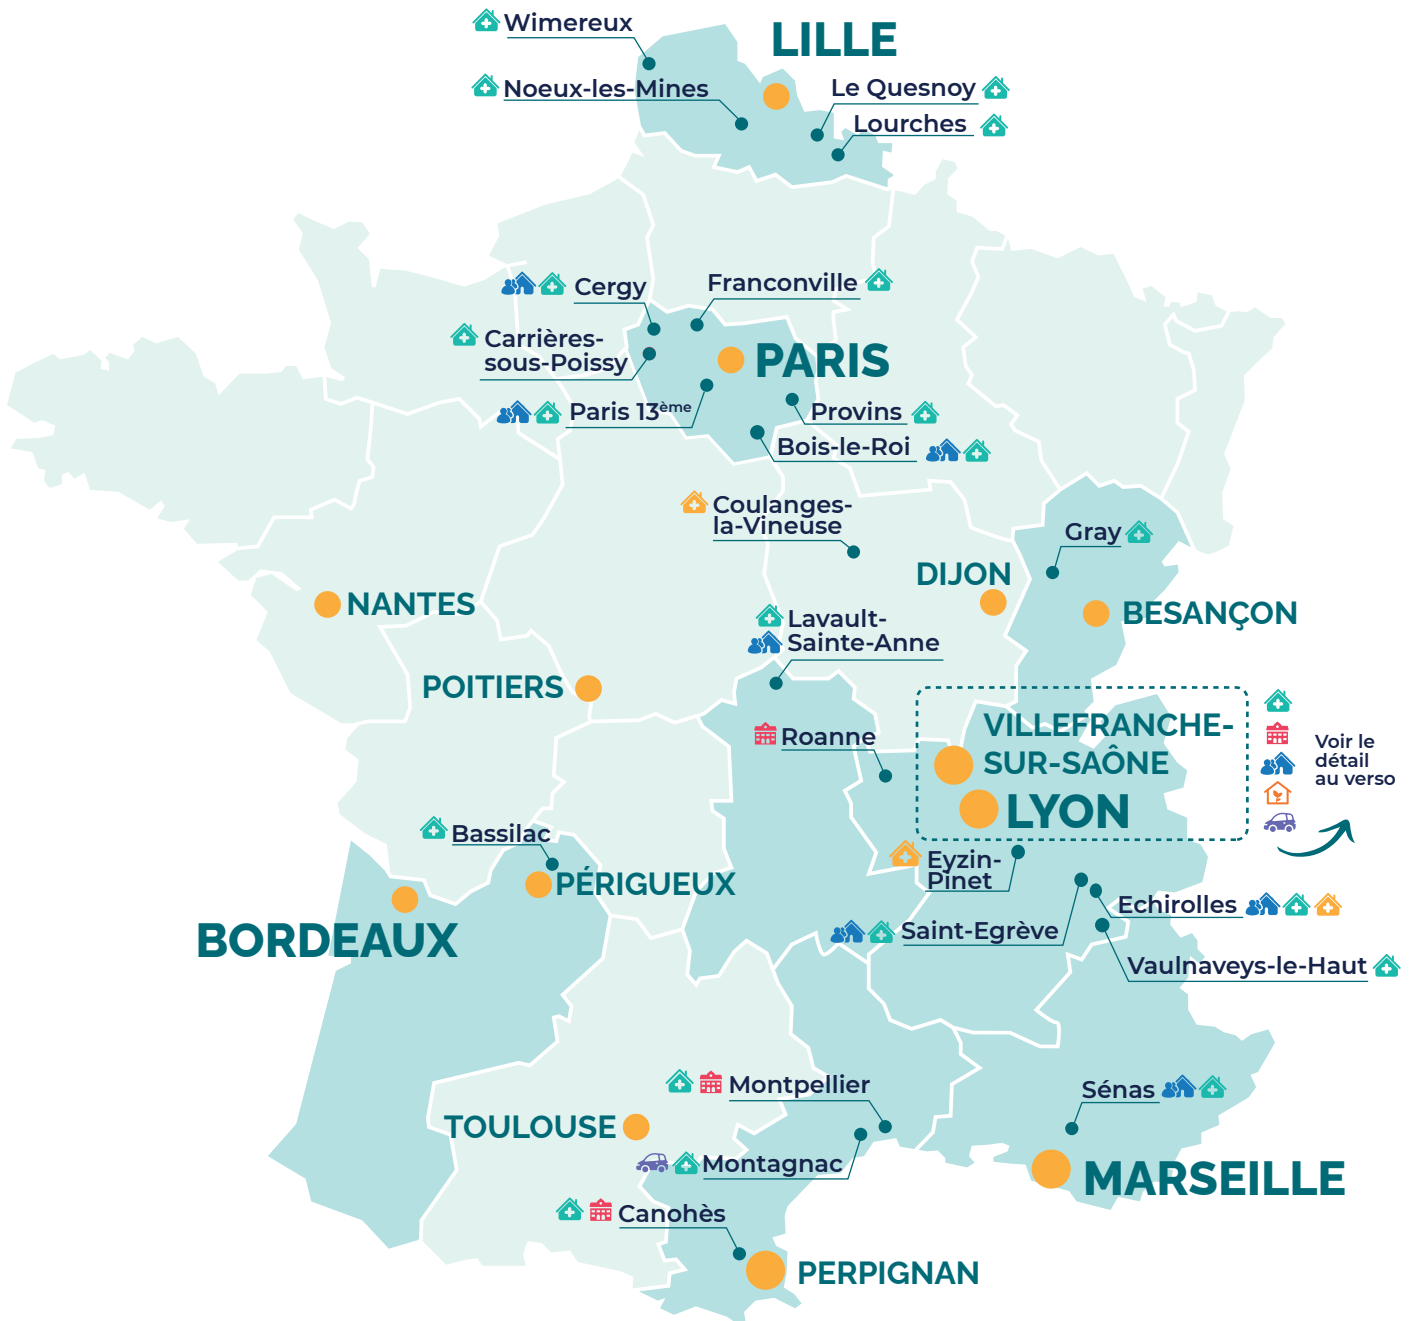 Wimereux
LILLE
Noeux-les-Mines
Le Quesnoy
Lourches
Cergy
Franconville
Carrières-
sous-Poissy
PARIS
Paris 13ème
Provins
Bois-le-Roi
Coulanges-
la-Vineuse
Gray
DIJON
NANTES
BESANÇON
Lavault-
Sainte-Anne
POITIERS
Roanne
VILLEFRANCHE-
SUR-SAÔNE
LYON
Voir le
détail
au verso
Bassilac
PÉRIGUEUX
Eyzin-
Pinet
BORDEAUX
Echirolles
Saint-Egrève
Vaulnaveys-le-Haut
Montpellier
Sénas
TOULOUSE
Montagnac
MARSEILLE
Canohès
PERPIGNAN